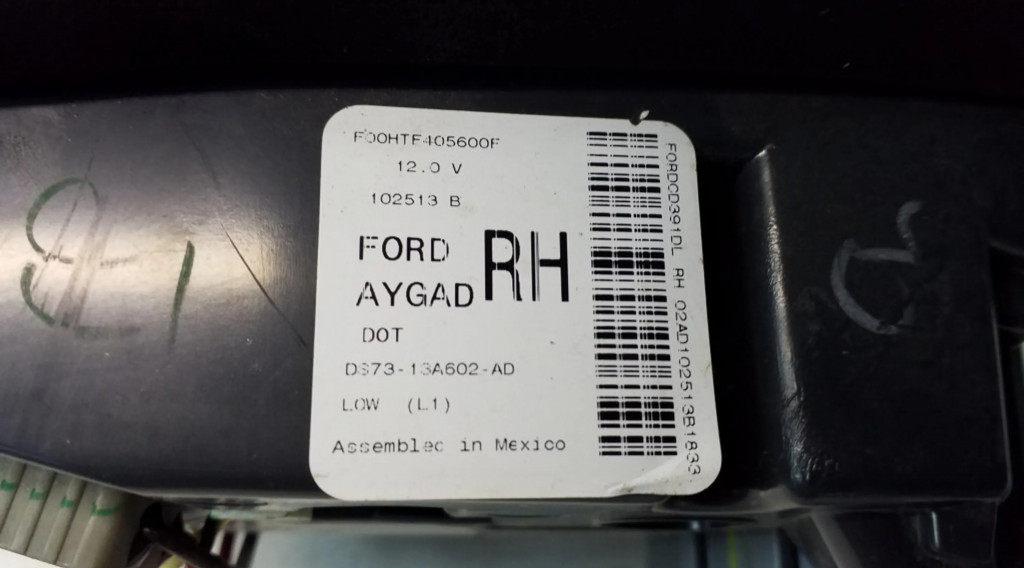 F00HTF405600F
12.0 V
102513 B
FORD
AYGAD
RH
DOT
DS73-13A602-AD
LOW (L1)
Assembled in Mexico
FORDCD391DL RH 02AD102513B1833